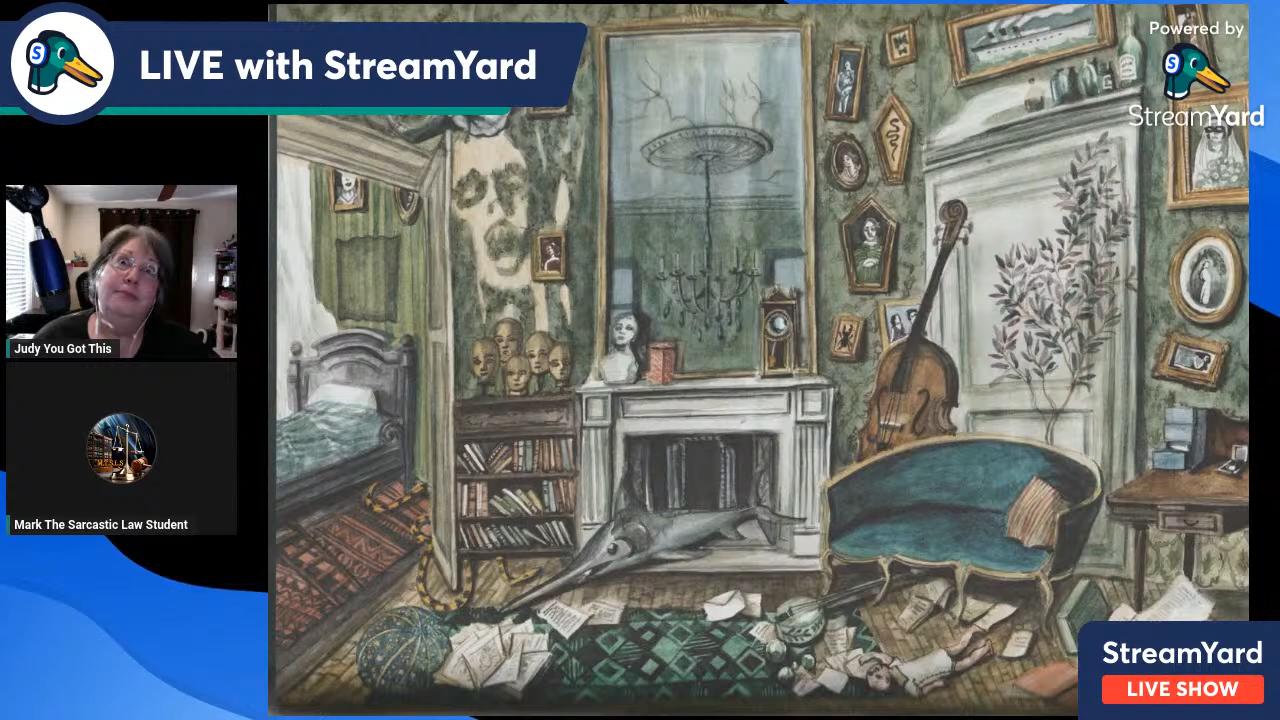 S
LIVE with StreamYard
Powered by
S
StreamYard
Judy You Got This
M.T.S.L.S
Mark The Sarcastic Law Student
StreamYard
LIVE SHOW